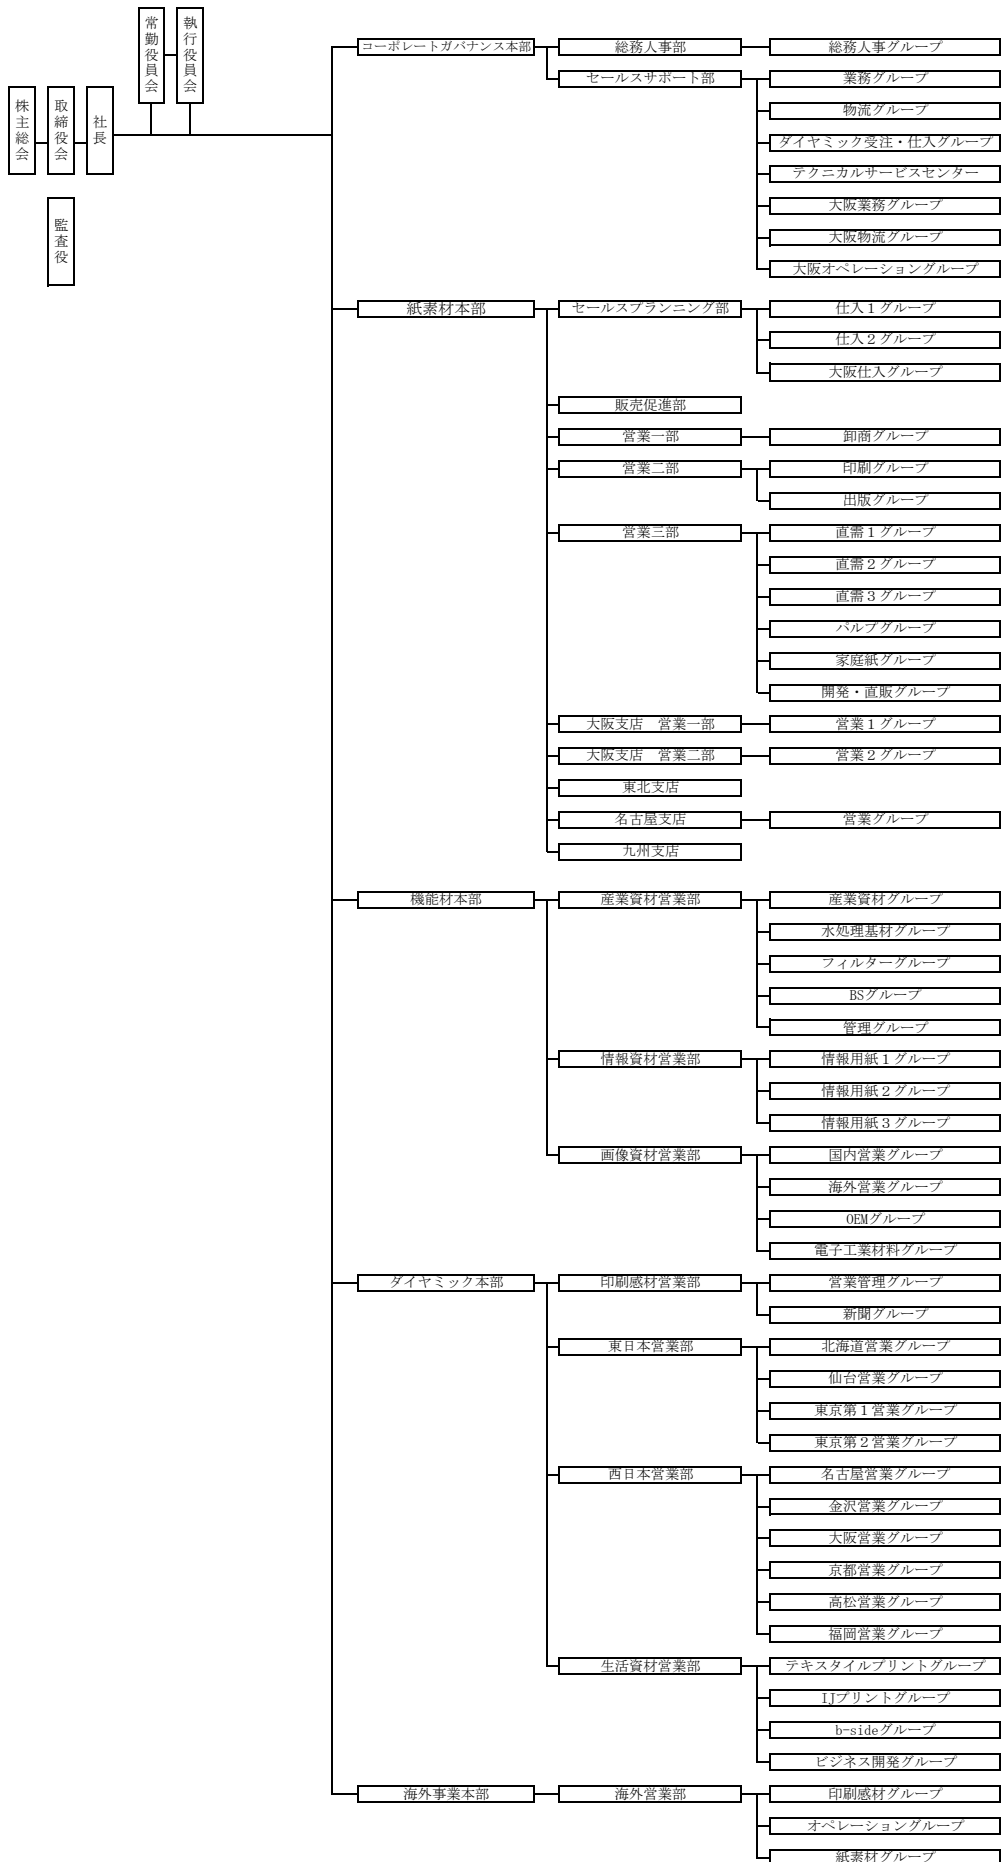 株主総会
取締役会
監査役
社長
常勤役員会
執行役員会
コーポレートガバナンス本部
総務人事部
総務人事グループ
セールスサポート部
業務グループ
物流グループ
ダイヤミック受注・仕入グループ
テクニカルサービスセンター
大阪業務グループ
大阪物流グループ
大阪オペレーショングループ
紙素材本部
セールスプランニング部
仕入１グループ
仕入２グループ
大阪仕入グループ
販売促進部
営業一部
卸商グループ
営業二部
印刷グループ
出版グループ
営業三部
直需１グループ
直需２グループ
直需３グループ
パルプグループ
家庭紙グループ
開発・直販グループ
大阪支店　営業一部
営業１グループ
大阪支店　営業二部
営業２グループ
東北支店
名古屋支店
営業グループ
九州支店
機能材本部
産業資材営業部
産業資材グループ
水処理基材グループ
フィルターグループ
BSグループ
管理グループ
情報資材営業部
情報用紙１グループ
情報用紙２グループ
情報用紙３グループ
画像資材営業部
国内営業グループ
海外営業グループ
OEMグループ
電子工業材料グループ
ダイヤミック本部
印刷感材営業部
営業管理グループ
新聞グループ
東日本営業部
北海道営業グループ
仙台営業グループ
東京第１営業グループ
東京第２営業グループ
西日本営業部
名古屋営業グループ
金沢営業グループ
大阪営業グループ
京都営業グループ
高松営業グループ
福岡営業グループ
生活資材営業部
テキスタイルプリントグループ
IJプリントグループ
b-sideグループ
ビジネス開発グループ
海外事業本部
海外営業部
印刷感材グループ
オペレーショングループ
紙素材グループ